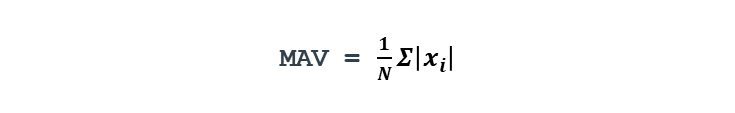 MAV = 1/N Σ|xᵢ|